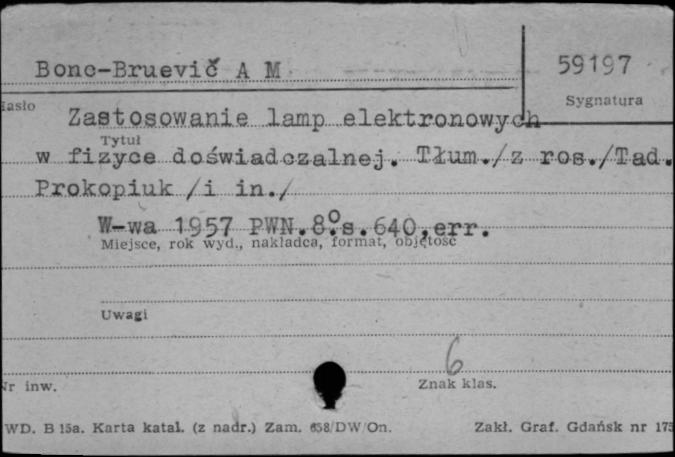 Bonc-Bruevič A M
59197
Hasło
Sygnatura
Zastosowanie lamp elektronowych
Tytuł
w fizyce doświadczalnej. Tłum./z ros./Tad.
Prokopiuk /i in./
W-wa 1957 PWN.8⁰s.640,err.
Miejsce, rok wyd., nakładca, format, objętość
Uwagi
6
Nr inw.
Znak klas.
WD. B 15a. Karta katal. (z nadr.) Zam. 658/DW/On.
Zakł. Graf. Gdańsk nr 175